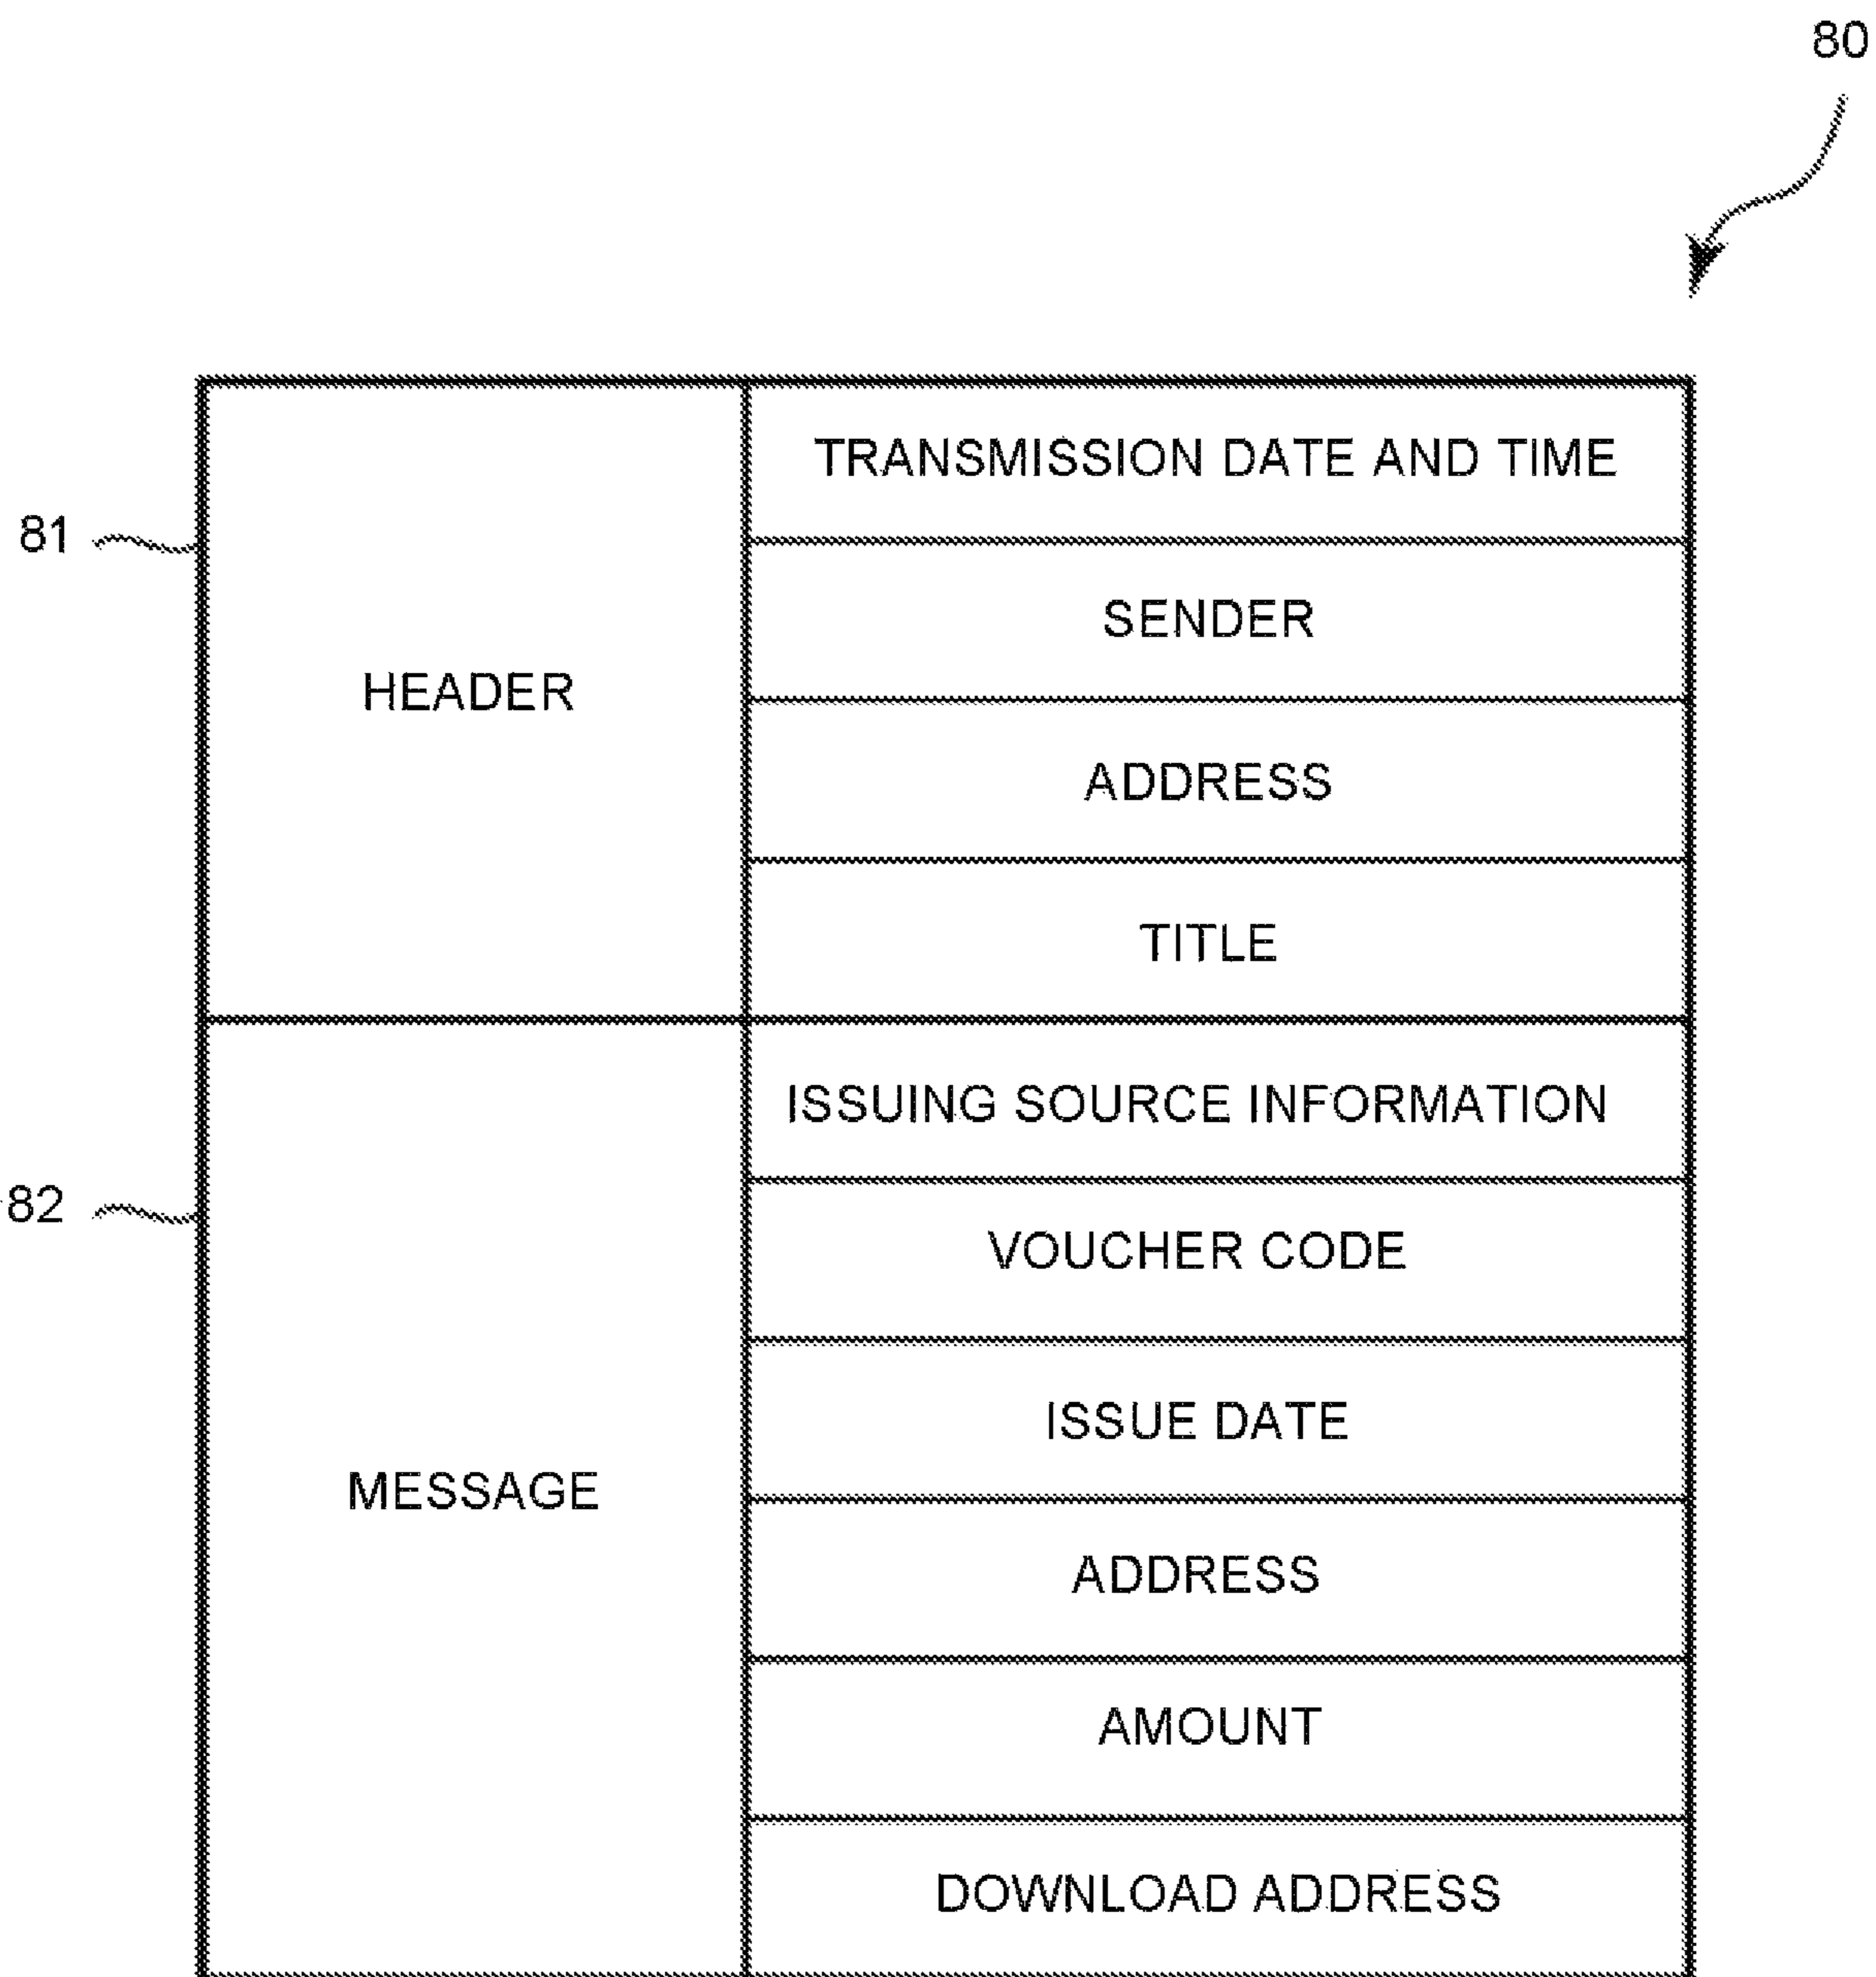 80
81
HEADER
TRANSMISSION DATE AND TIME
SENDER
ADDRESS
TITLE
82
MESSAGE
ISSUING SOURCE INFORMATION
VOUCHER CODE
ISSUE DATE
ADDRESS
AMOUNT
DOWNLOAD ADDRESS